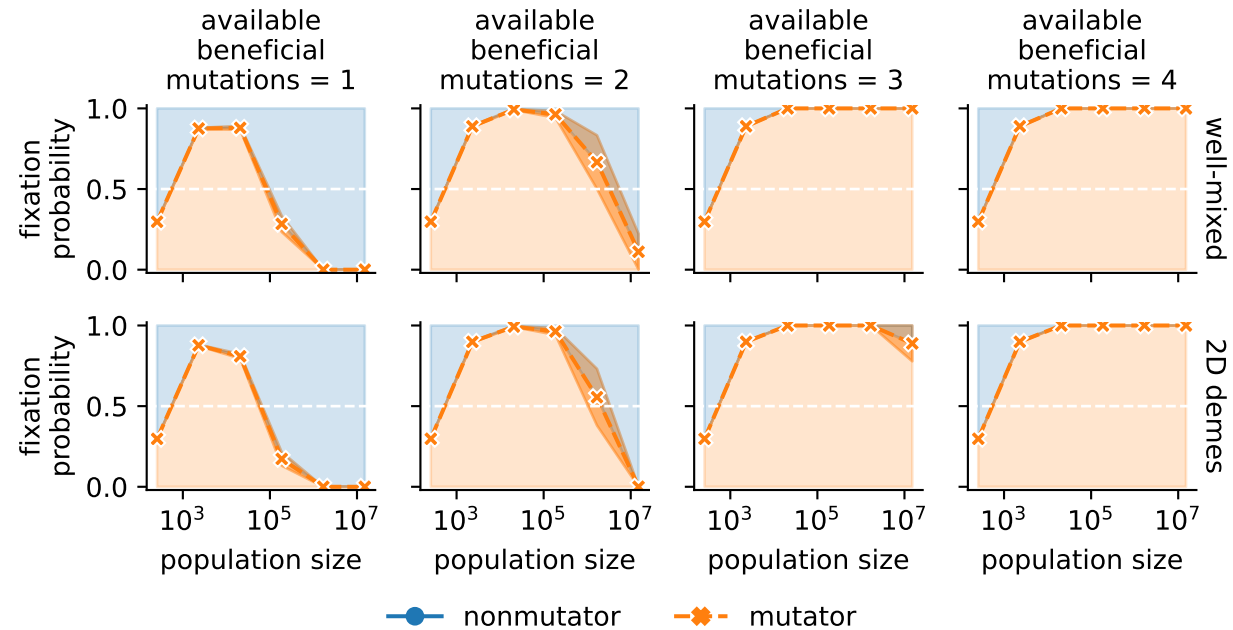 available
beneficial
mutations = 1
available
beneficial
mutations = 2
available
beneficial
mutations = 3
available
beneficial
mutations = 4
fixation
probability
1.0
0.5
0.0
well-mixed
fixation
probability
1.0
0.5
0.0
2D demes
10³ 10⁵ 10⁷
10³ 10⁵ 10⁷
10³ 10⁵ 10⁷
10³ 10⁵ 10⁷
population size
population size
population size
population size
nonmutator
mutator